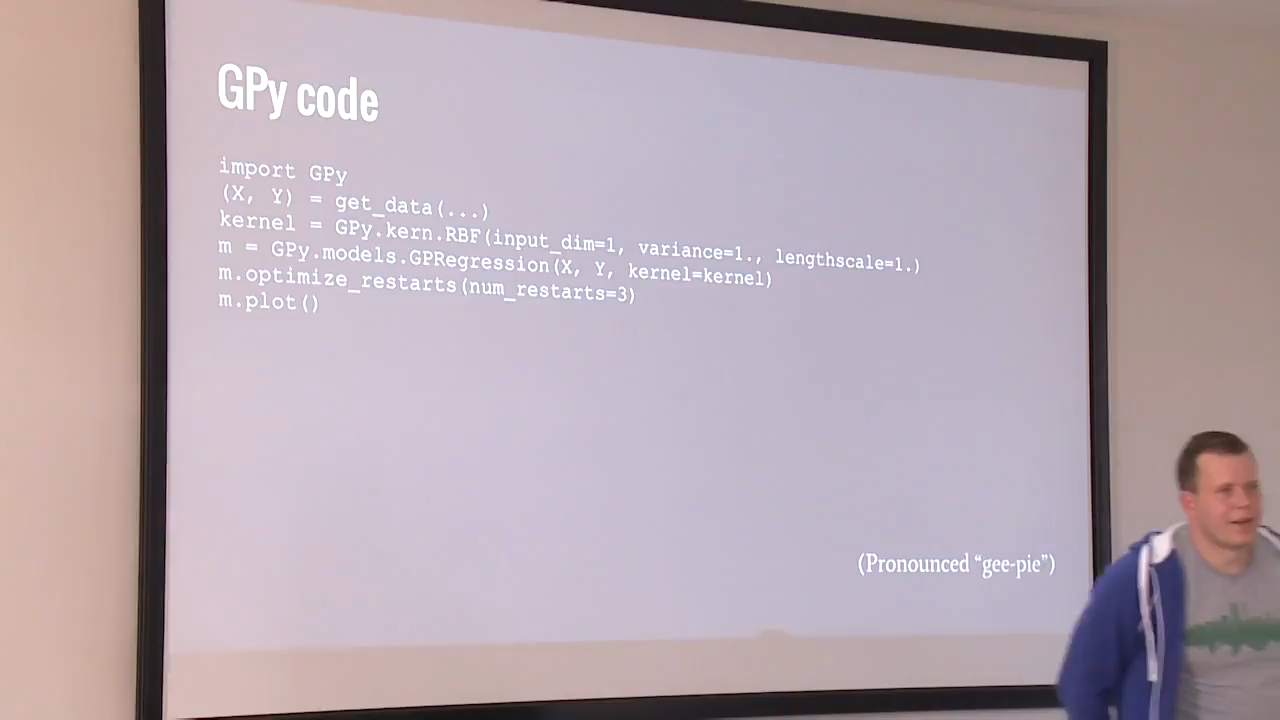 GPy code
import GPy
(X, Y) = get_data(...)
kernel = GPy.kern.RBF(input_dim=1, variance=1., lengthscale=1.)
m = GPy.models.GPRegression(X, Y, kernel=kernel)
m.optimize_restarts(num_restarts=3)
m.plot()
(Pronounced “gee-pie”)